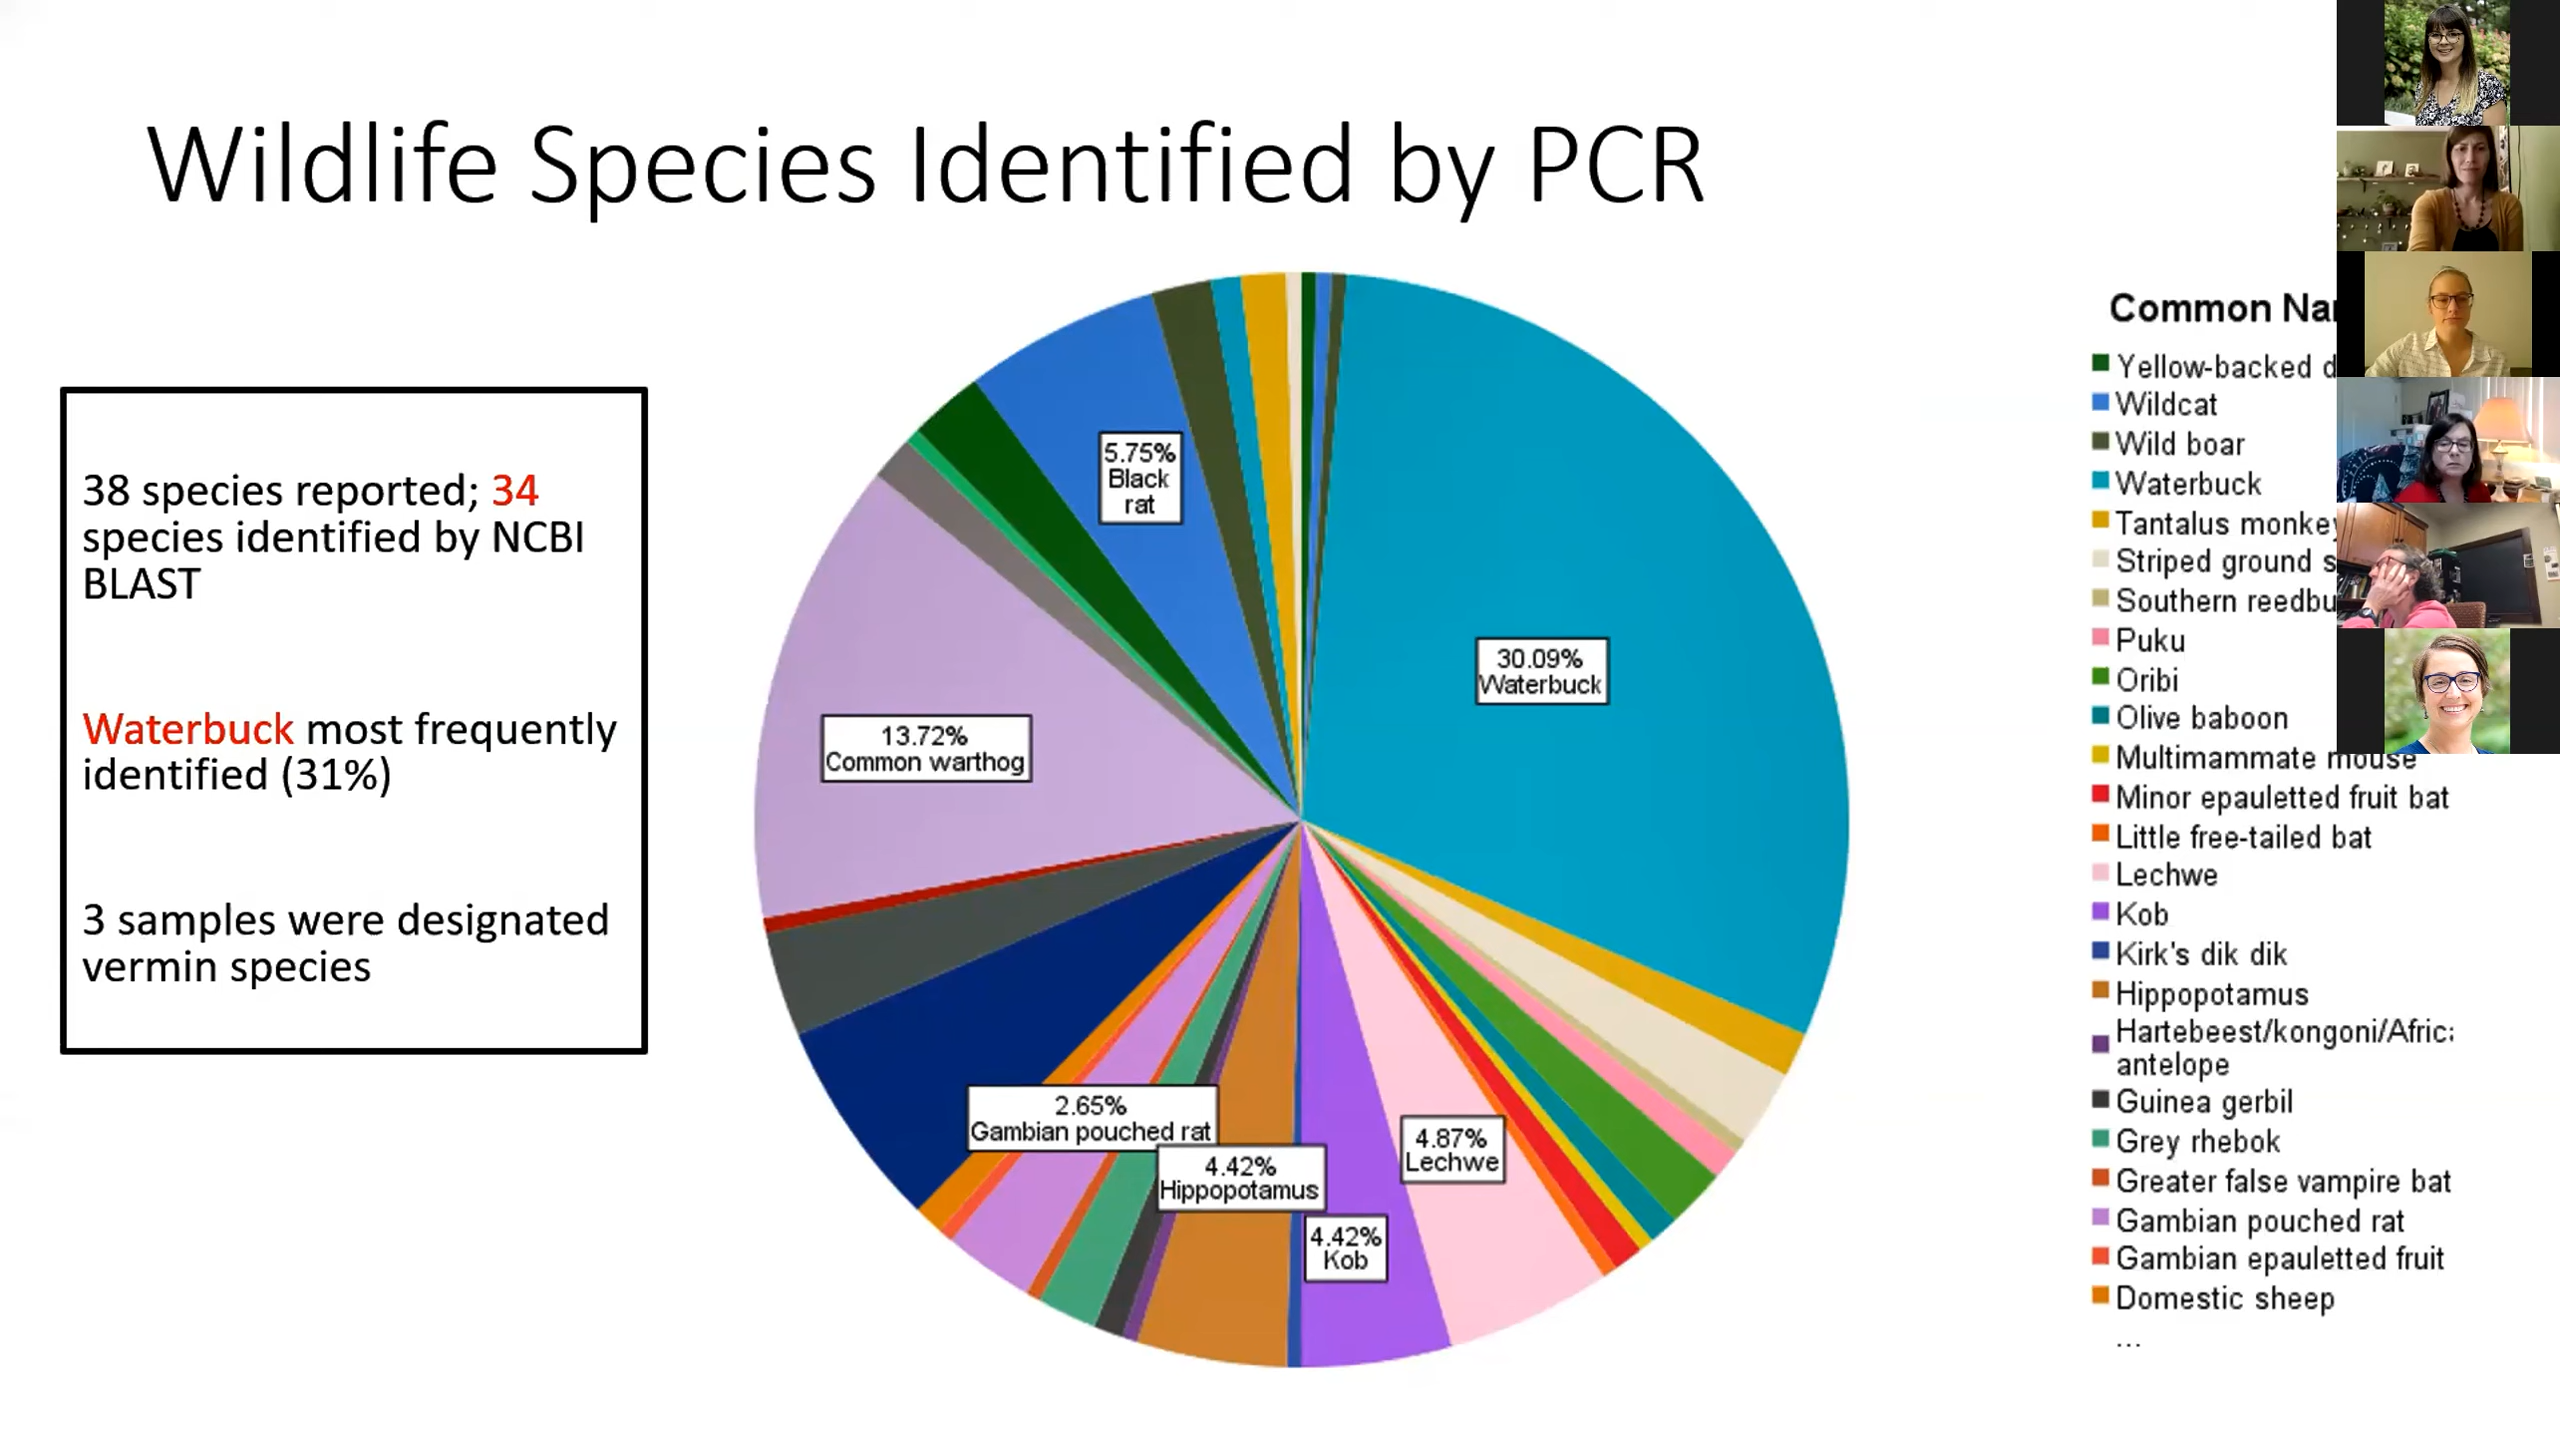 Wildlife Species Identified by PCR
38 species reported; 34
species identified by NCBI
BLAST
Waterbuck most frequently
identified (31%)
3 samples were designated
vermin species
5.75%
Black
rat
30.09%
Waterbuck
13.72%
Common warthog
2.65%
Gambian pouched rat
4.42%
Hippopotamus
4.42%
Kob
4.87%
Lechwe
Common Na
Yellow-backed d
Wildcat
Wild boar
Waterbuck
Tantalus monkey
Striped ground s
Southern reedbu
Puku
Oribi
Olive baboon
Multimammate mouse
Minor epauletted fruit bat
Little free-tailed bat
Lechwe
Kob
Kirk's dik dik
Hippopotamus
Hartebeest/kongoni/Afric
antelope
Guinea gerbil
Grey rhebok
Greater false vampire bat
Gambian pouched rat
Gambian epauletted fruit
Domestic sheep
...